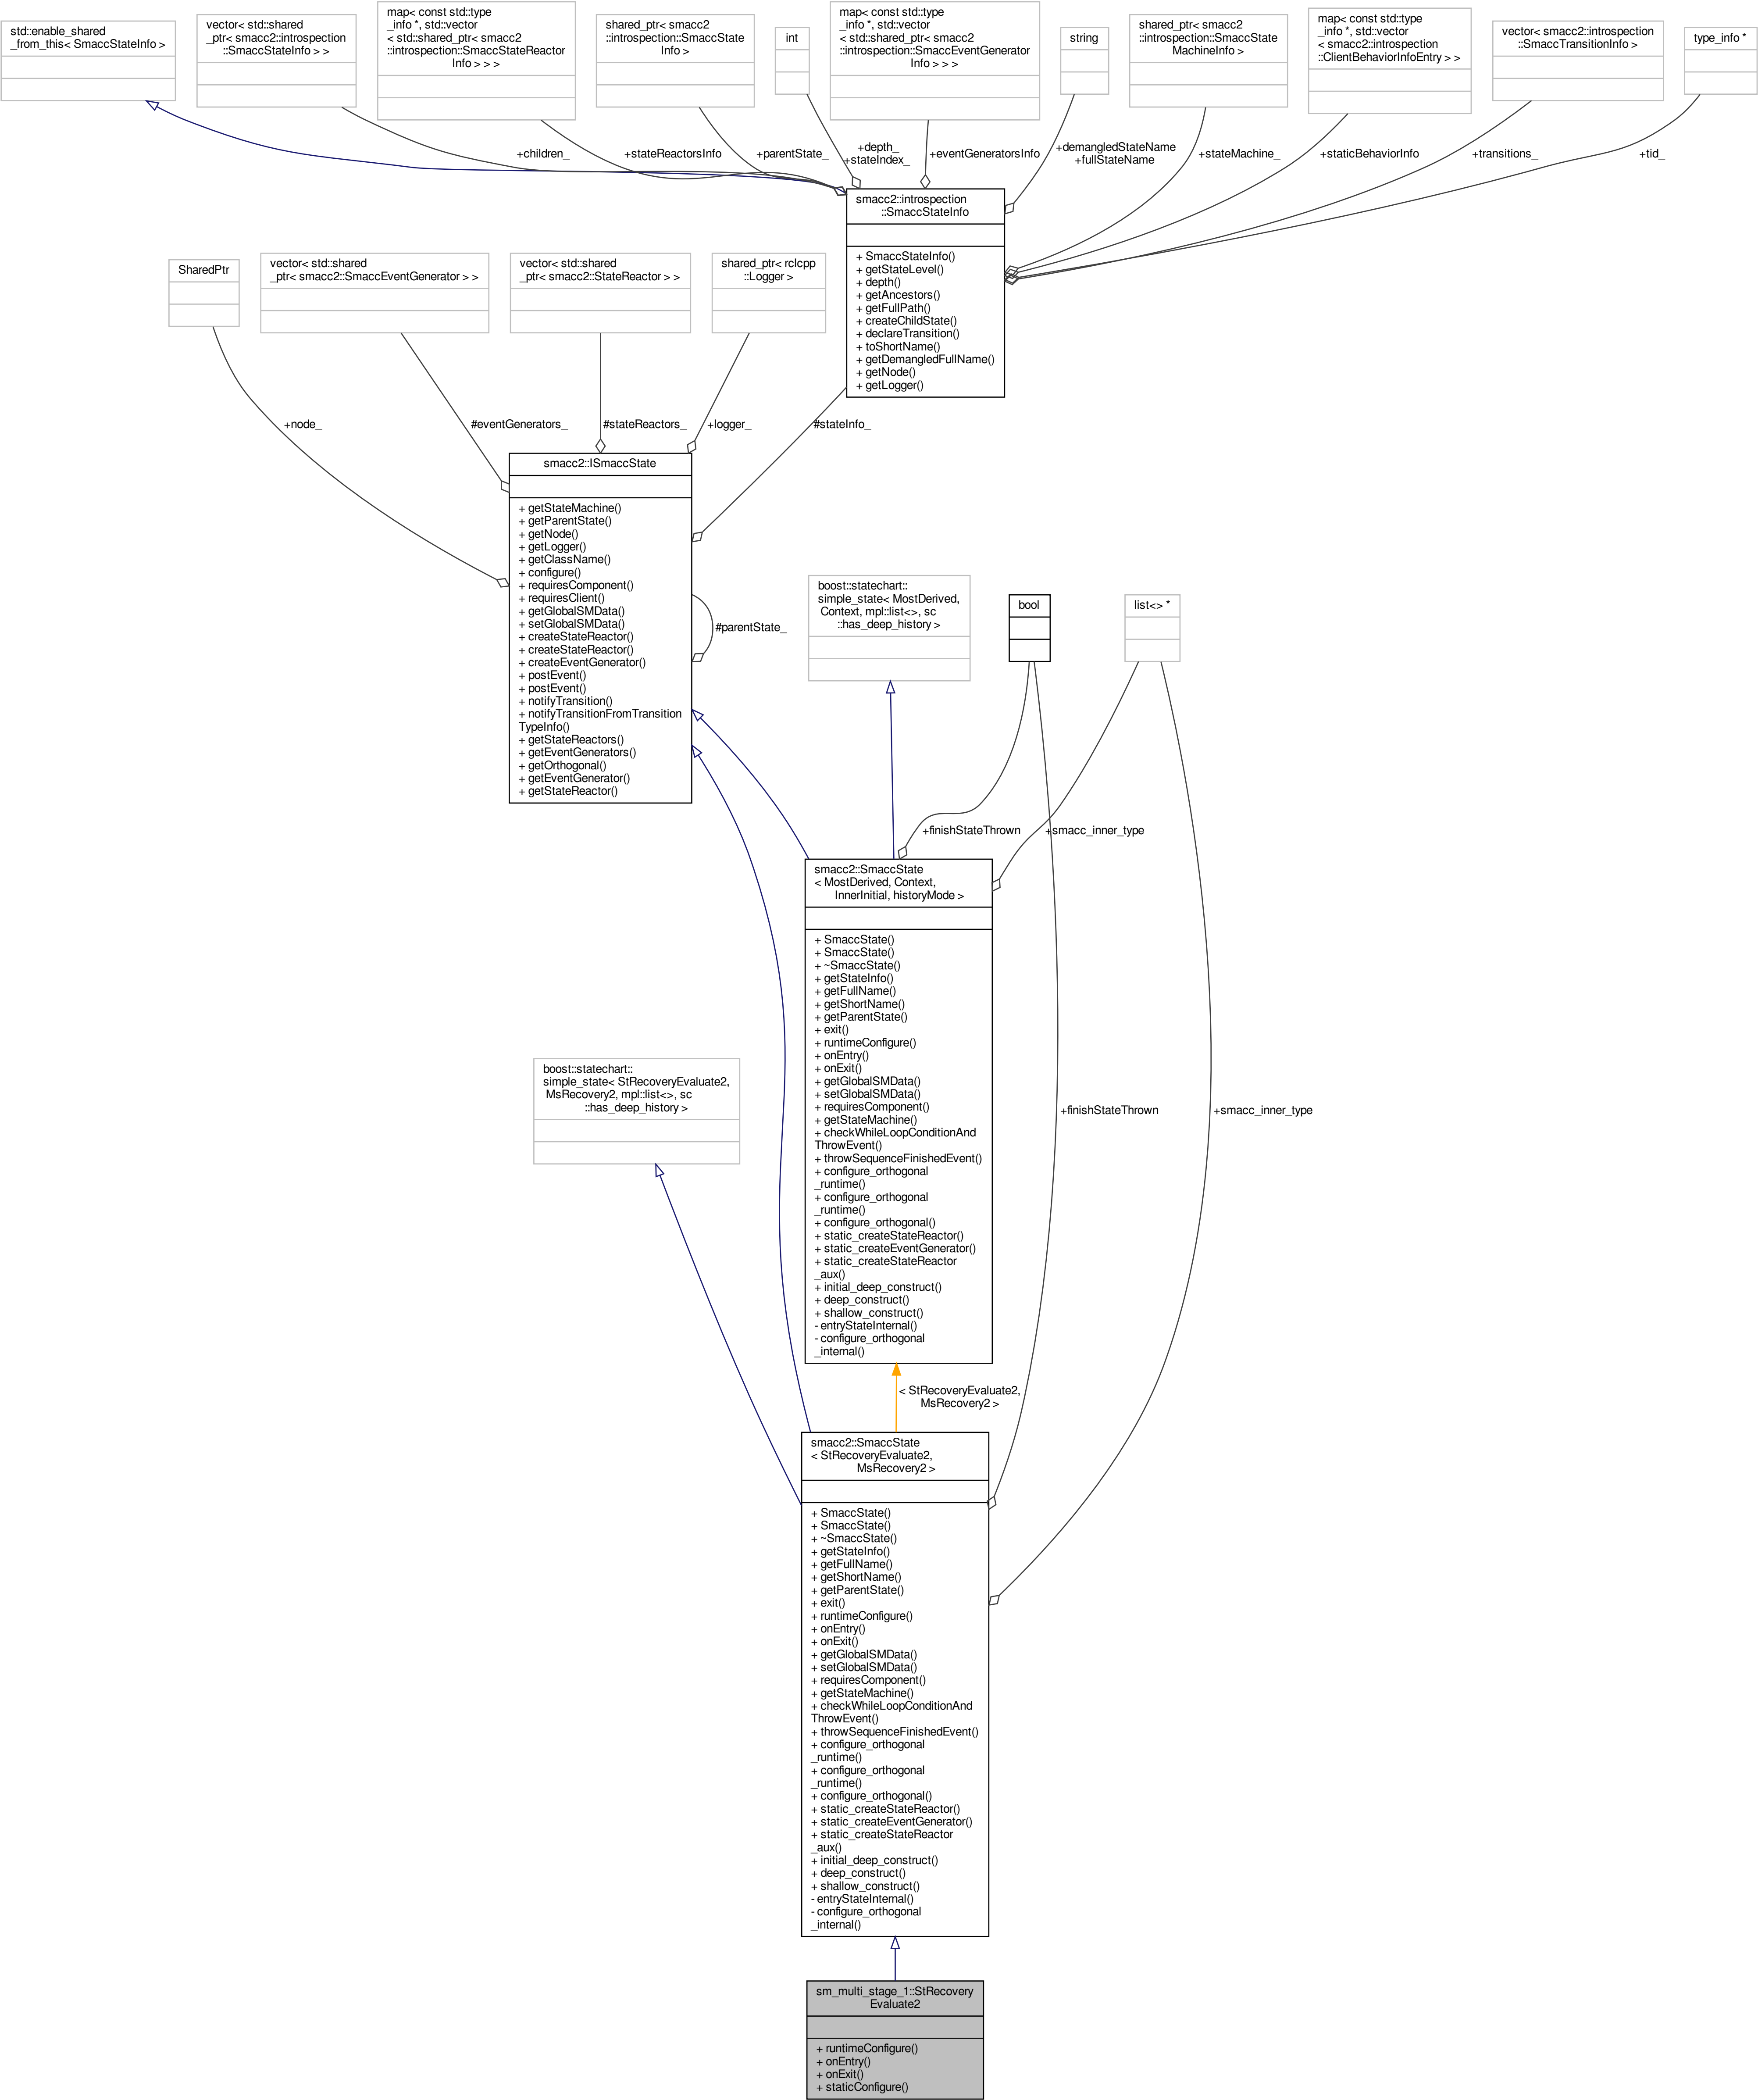 std::enable_shared
_from_this< SmaccStateInfo >
vector< std::shared
_ptr< smacc2::introspection
::SmaccStateInfo > >
map< const std::type
_info *, std::vector
< std::shared_ptr< smacc2
::introspection::SmaccStateReactor
Info > > >
shared_ptr< smacc2
::introspection::SmaccState
Info >
int
map< const std::type
_info *, std::vector
< std::shared_ptr< smacc2
::introspection::SmaccEventGenerator
Info > > >
string
shared_ptr< smacc2
::introspection::SmaccState
MachineInfo >
map< const std::type
_info *, std::vector
< smacc2::introspection
::ClientBehaviorInfoEntry > >
vector< smacc2::introspection
::SmaccTransitionInfo >
type_info *
+children_
+stateReactorsInfo
+parentState_
+depth_
+stateIndex_
+eventGeneratorsInfo
+demangledStateName
+fullStateName
+stateMachine_
+staticBehaviorInfo
+transitions_
+tid_
smacc2::introspection
::SmaccStateInfo
+ SmaccStateInfo()
+ getStateLevel()
+ depth()
+ getAncestors()
+ getFullPath()
+ createChildState()
+ declareTransition()
+ toShortName()
+ getDemangledFullName()
+ getNode()
+ getLogger()
SharedPtr
vector< std::shared
_ptr< smacc2::SmaccEventGenerator > >
vector< std::shared
_ptr< smacc2::StateReactor > >
shared_ptr< rclcpp
::Logger >
+node_
#eventGenerators_
#stateReactors_
+logger_
#stateInfo_
smacc2::ISmaccState
+ getStateMachine()
+ getParentState()
+ getNode()
+ getLogger()
+ getClassName()
+ configure()
+ requiresComponent()
+ requiresClient()
+ getGlobalSMData()
+ setGlobalSMData()
+ createStateReactor()
+ createStateReactor()
+ createEventGenerator()
+ postEvent()
+ postEvent()
+ notifyTransition()
+ notifyTransitionFromTransition
TypeInfo()
+ getStateReactors()
+ getEventGenerators()
+ getOrthogonal()
+ getEventGenerator()
+ getStateReactor()
#parentState_
boost::statechart::
simple_state< MostDerived,
Context, mpl::list<>, sc
::has_deep_history >
bool
list<> *
+finishStateThrown
+smacc_inner_type
smacc2::SmaccState
< MostDerived, Context,
InnerInitial, historyMode >
+ SmaccState()
+ SmaccState()
+ ~SmaccState()
+ getStateInfo()
+ getFullName()
+ getShortName()
+ getParentState()
+ exit()
+ runtimeConfigure()
+ onEntry()
+ onExit()
+ getGlobalSMData()
+ setGlobalSMData()
+ requiresComponent()
+ getStateMachine()
+ checkWhileLoopConditionAnd
ThrowEvent()
+ throwSequenceFinishedEvent()
+ configure_orthogonal
_runtime()
+ configure_orthogonal
_runtime()
+ configure_orthogonal()
+ static_createStateReactor()
+ static_createEventGenerator()
+ static_createStateReactor
_aux()
+ initial_deep_construct()
+ deep_construct()
+ shallow_construct()
- entryStateInternal()
- configure_orthogonal
_internal()
boost::statechart::
simple_state< StRecoveryEvaluate2,
MsRecovery2, mpl::list<>, sc
::has_deep_history >
+finishStateThrown
+smacc_inner_type
< StRecoveryEvaluate2,
MsRecovery2 >
smacc2::SmaccState
< StRecoveryEvaluate2,
MsRecovery2 >
+ SmaccState()
+ SmaccState()
+ ~SmaccState()
+ getStateInfo()
+ getFullName()
+ getShortName()
+ getParentState()
+ exit()
+ runtimeConfigure()
+ onEntry()
+ onExit()
+ getGlobalSMData()
+ setGlobalSMData()
+ requiresComponent()
+ getStateMachine()
+ checkWhileLoopConditionAnd
ThrowEvent()
+ throwSequenceFinishedEvent()
+ configure_orthogonal
_runtime()
+ configure_orthogonal
_runtime()
+ configure_orthogonal()
+ static_createStateReactor()
+ static_createEventGenerator()
+ static_createStateReactor
_aux()
+ initial_deep_construct()
+ deep_construct()
+ shallow_construct()
- entryStateInternal()
- configure_orthogonal
_internal()
sm_multi_stage_1::StRecovery
Evaluate2
+ runtimeConfigure()
+ onEntry()
+ onExit()
+ staticConfigure()